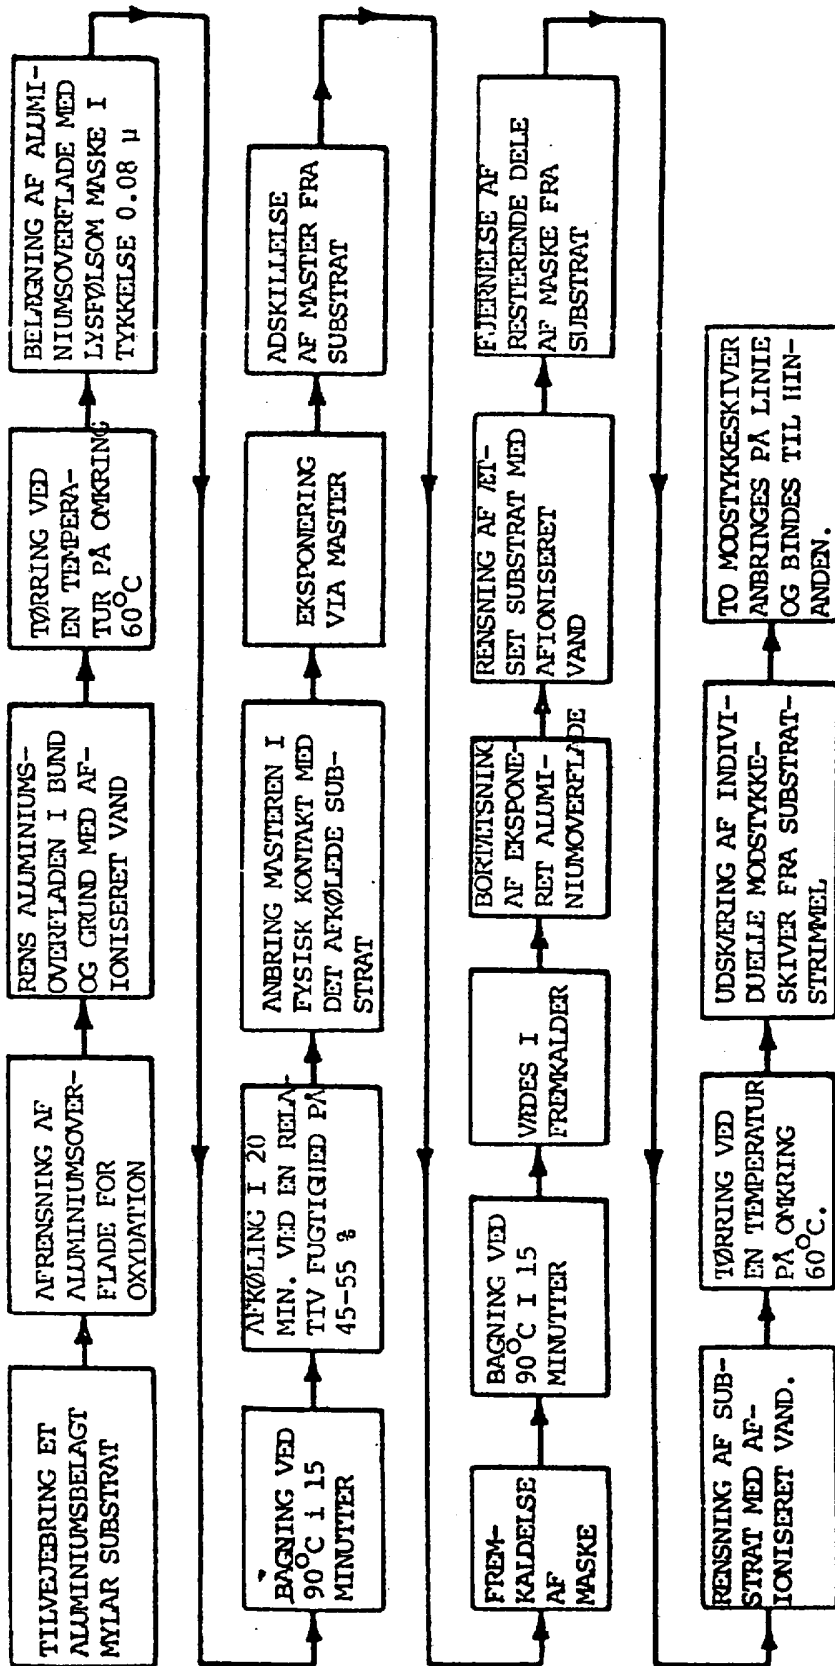 TILVEJEBRING ET
ALUMINIUMSBELAGT
MYLAR SUBSTRAT
AFRENSNING AF
ALUMINIUMSOVER-
FLADE FOR
OXYDATION
RENS ALUMINIUMS-
OVERFLADEN I BUND
OG GRUND MED AF-
IONISERET VAND
TØRRING VED
EN TEMPERA-
TUR PÅ OMKRING
60°C
BELÆGNING AF ALUMI-
NIUMSOVERFLADE MED
LYSFØLSOM MASKE I
TYKKELSE 0.08 µ
BAGNING VED
90°C i 15
MINUTTER
AFKØLING I 20
MIN. VED EN RELA-
TIV FUGTIGHED PÅ
45-55 %
ANBRING MASTEREN I
FYSISK KONTAKT MED
DET AFKØLEDE SUB-
STRAT
EKSPONERING
VIA MASTER
ADSKILLELSE
AF MASTER FRA
SUBSTRAT
FREM-
KALDELSE
AF
MASKE
BAGNING VED
90°C I 15
MINUTTER
VÆDES I
FREMKALDER
BORTÆTSNING
AF EKSPONE-
RET ALUMI-
NIUMOVERFLADE
RENSNING AF ÆT-
SET SUBSTRAT MED
AFIONISERET
VAND
FJERNELSE AF
RESTERENDE DELE
AF MASKE FRA
SUBSTRAT
RENSNING AF SUB-
STRAT MED AF-
IONISERET VAND.
TØRRING VED
EN TEMPERATUR
PÅ OMKRING
60°C.
UDSKÆRING AF INDIVI-
DUELLE MODSTYKKE-
SKIVER FRA SUBSTRAT-
STRIMMEL
TO MODSTYKKESKIVER
ANBRINGES PÅ LINIE
OG BINDES TIL HIN-
ANDEN.